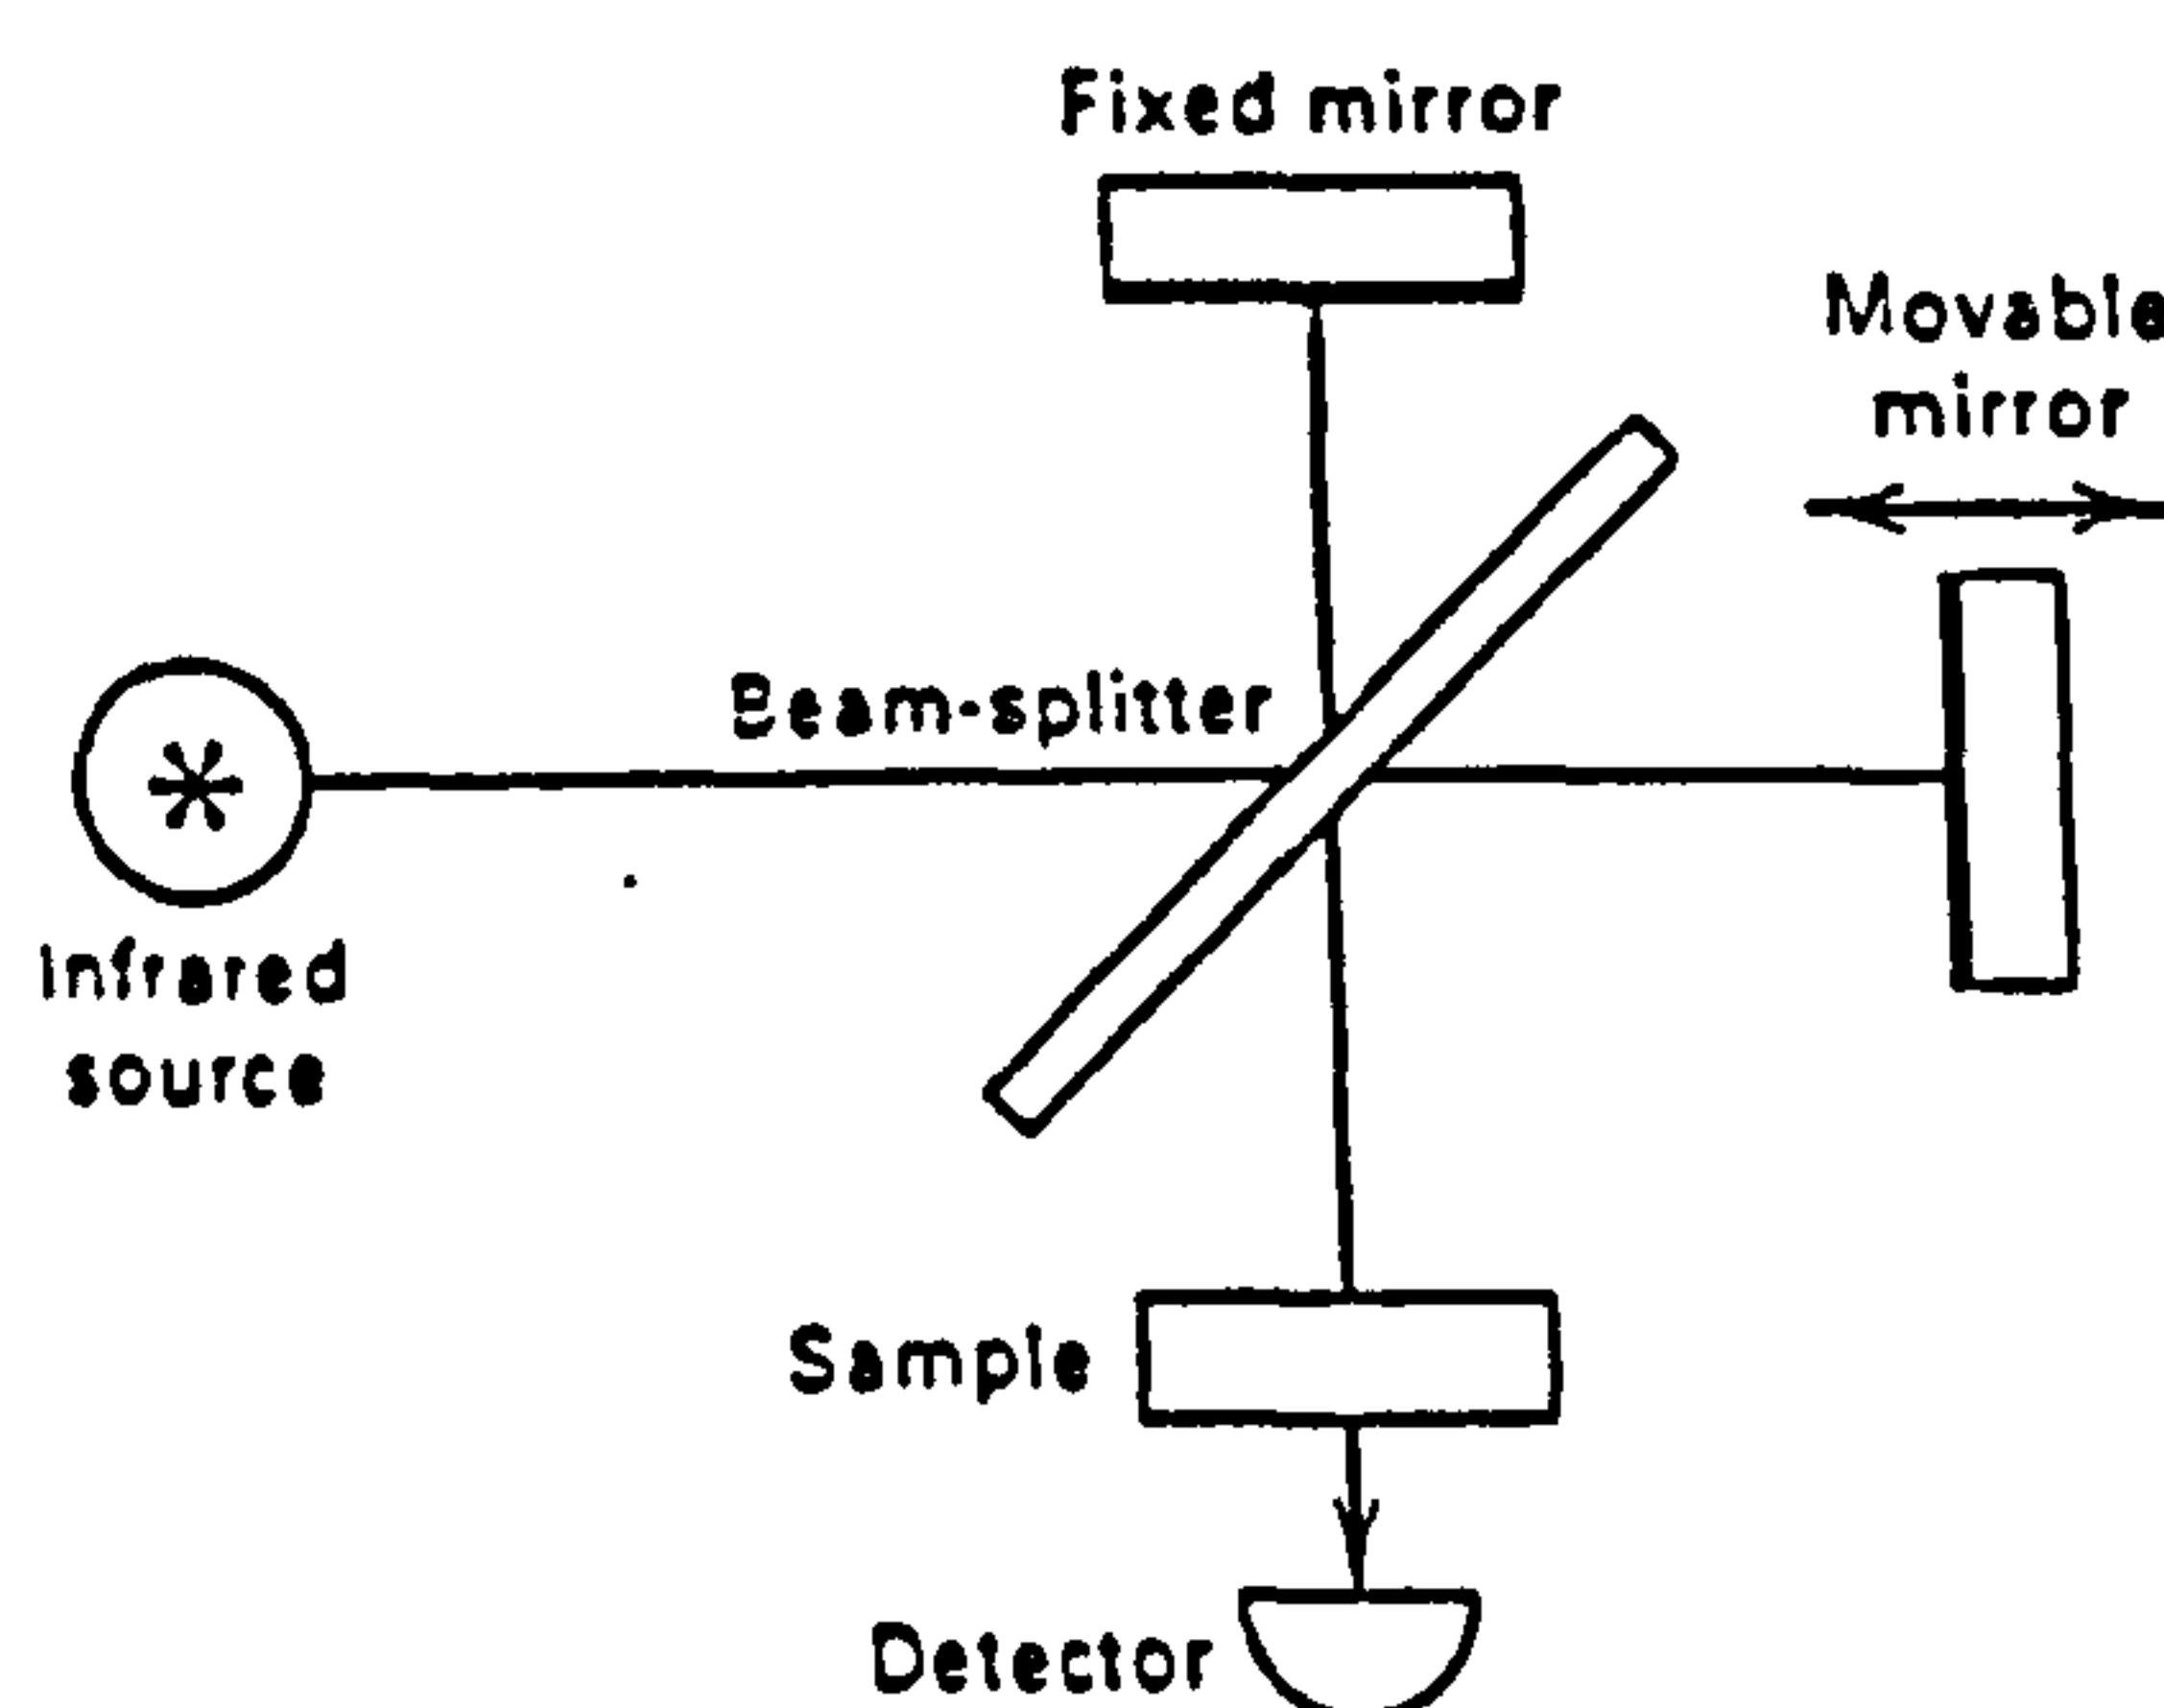 Fixed mirror
Movable
mirror
Beam-splitter
Infrared
source
Sample
Detector